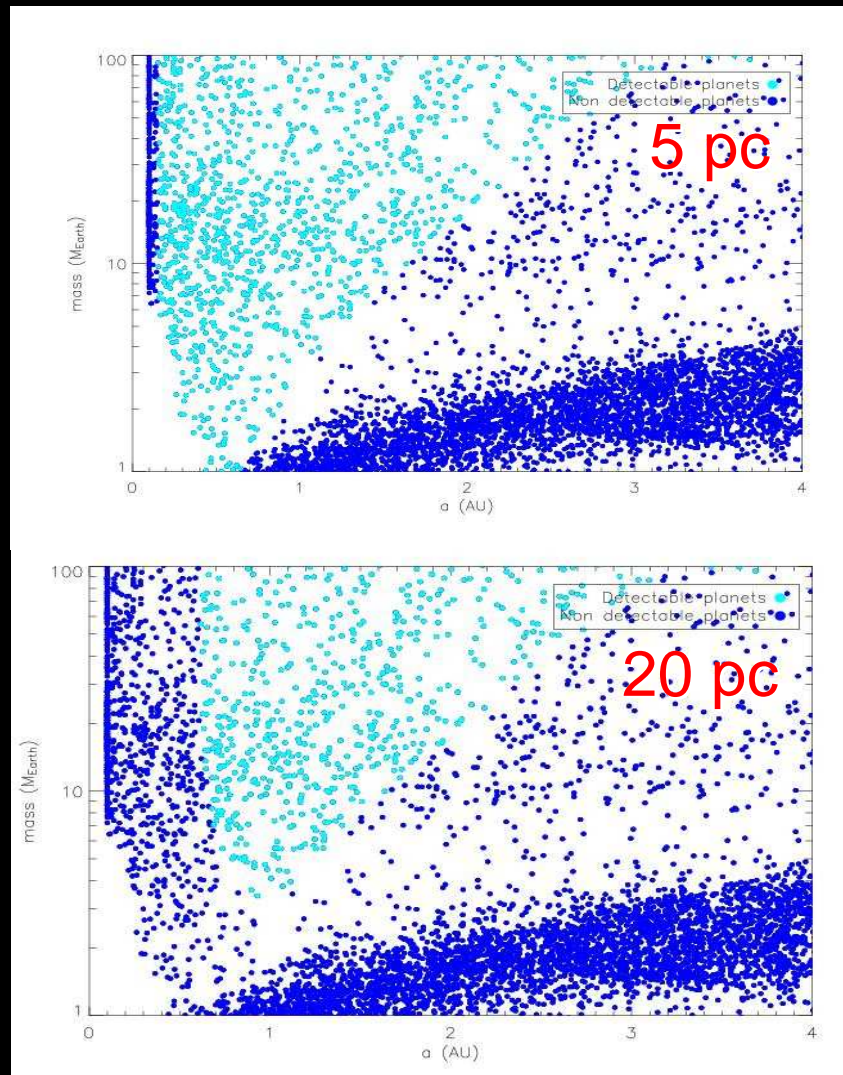 100
10
1
mass (M_Earth)
Detectable planets
Non detectable planets
5 pc
0 1 2 3 4
a (AU)
100
10
1
mass (M_Earth)
Detectable planets
Non detectable planets
20 pc
0 1 2 3 4
a (AU)